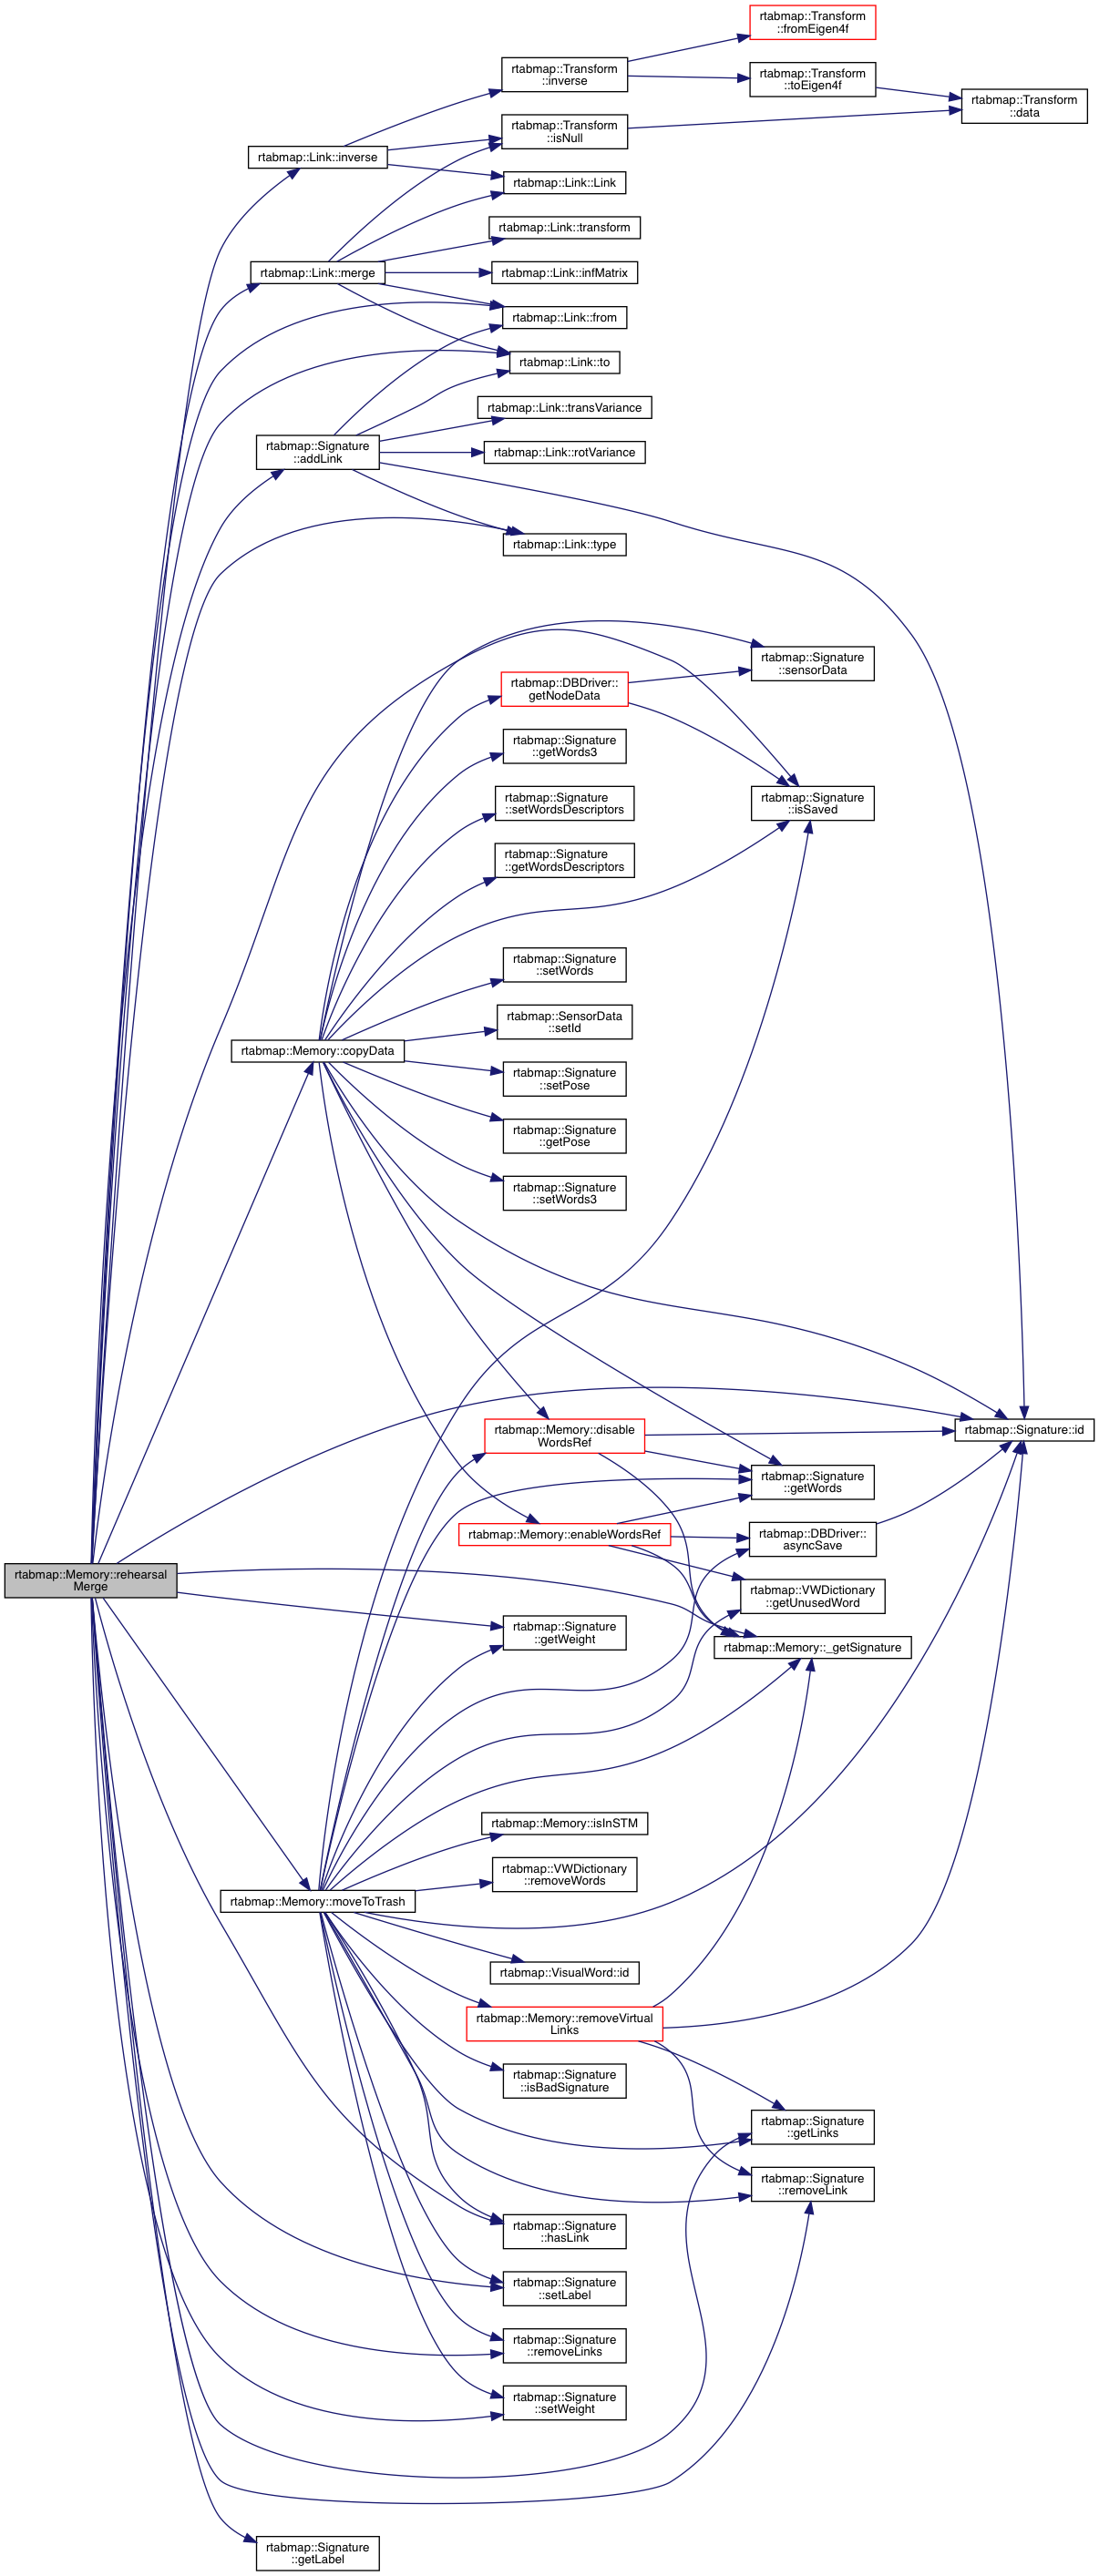 rtabmap::Transform
::fromEigen4f
rtabmap::Transform
::inverse
rtabmap::Transform
::toEigen4f
rtabmap::Transform
::data
rtabmap::Transform
::isNull
rtabmap::Link::inverse
rtabmap::Link::Link
rtabmap::Link::transform
rtabmap::Link::merge
rtabmap::Link::infMatrix
rtabmap::Link::from
rtabmap::Link::to
rtabmap::Link::transVariance
rtabmap::Signature
::addLink
rtabmap::Link::rotVariance
rtabmap::Link::type
rtabmap::Signature
::sensorData
rtabmap::DBDriver::
getNodeData
rtabmap::Signature
::getWords3
rtabmap::Signature
::setWordsDescriptors
rtabmap::Signature
::isSaved
rtabmap::Signature
::getWordsDescriptors
rtabmap::Signature
::setWords
rtabmap::SensorData
::setId
rtabmap::Memory::copyData
rtabmap::Signature
::setPose
rtabmap::Signature
::getPose
rtabmap::Signature
::setWords3
rtabmap::Memory::disable
WordsRef
rtabmap::Signature::id
rtabmap::Signature
::getWords
rtabmap::Memory::enableWordsRef
rtabmap::DBDriver::
asyncSave
rtabmap::Memory::rehearsal
Merge
rtabmap::VWDictionary
::getUnusedWord
rtabmap::Signature
::getWeight
rtabmap::Memory::_getSignature
rtabmap::Memory::isInSTM
rtabmap::VWDictionary
::removeWords
rtabmap::Memory::moveToTrash
rtabmap::VisualWord::id
rtabmap::Memory::removeVirtual
Links
rtabmap::Signature
::isBadSignature
rtabmap::Signature
::getLinks
rtabmap::Signature
::removeLink
rtabmap::Signature
::hasLink
rtabmap::Signature
::setLabel
rtabmap::Signature
::removeLinks
rtabmap::Signature
::setWeight
rtabmap::Signature
::getLabel